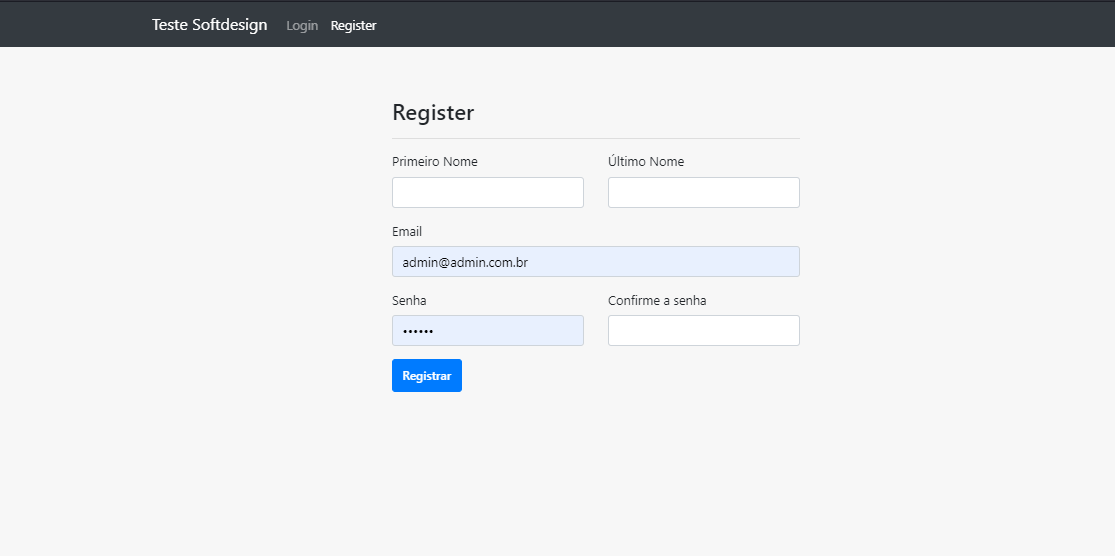 Teste Softdesign Login Register
Register
Primeiro Nome Último Nome
Email
admin@admin.com.br
Senha Confirme a senha
••••••
Registrar